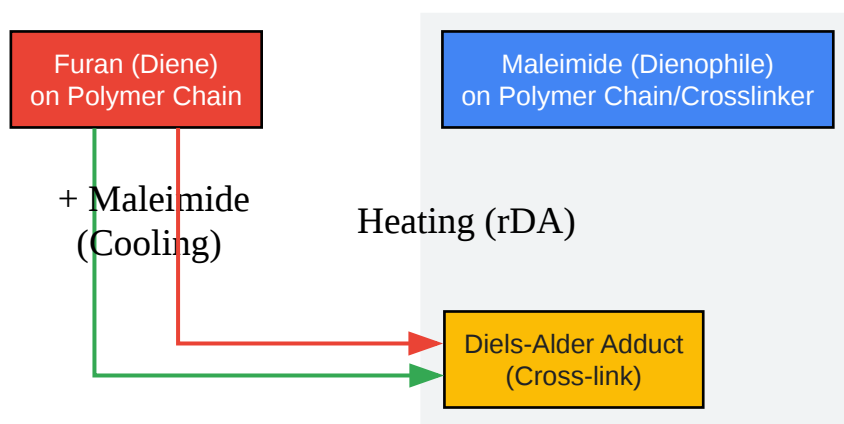 Furan (Diene)
on Polymer Chain
Maleimide (Dienophile)
on Polymer Chain/Crosslinker
+ Maleimide
(Cooling)
Heating (rDA)
Diels-Alder Adduct
(Cross-link)